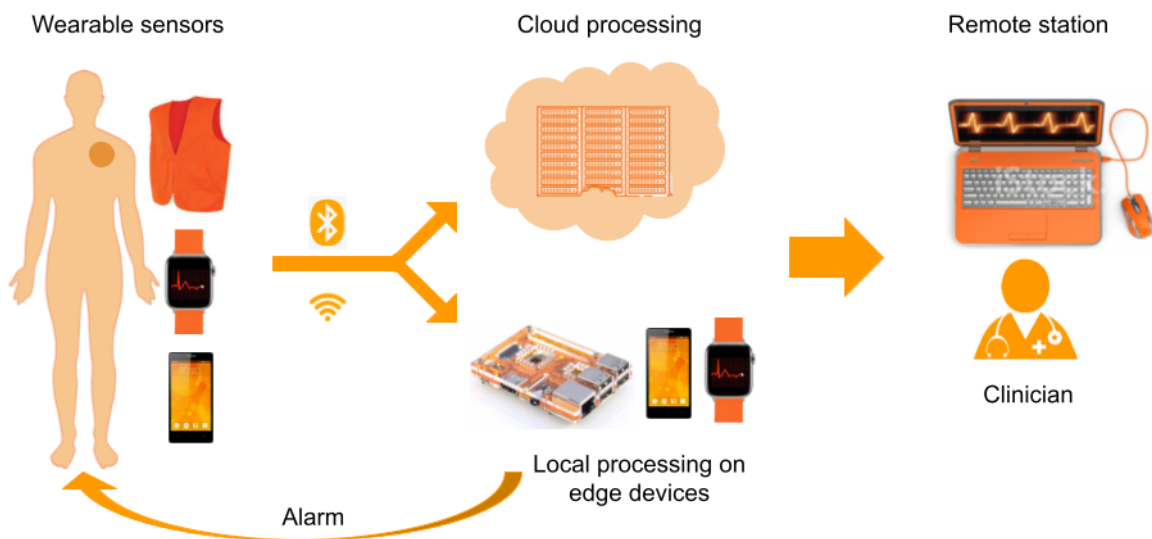 Wearable sensors
Cloud processing
Remote station
Clinician
Local processing on
edge devices
Alarm